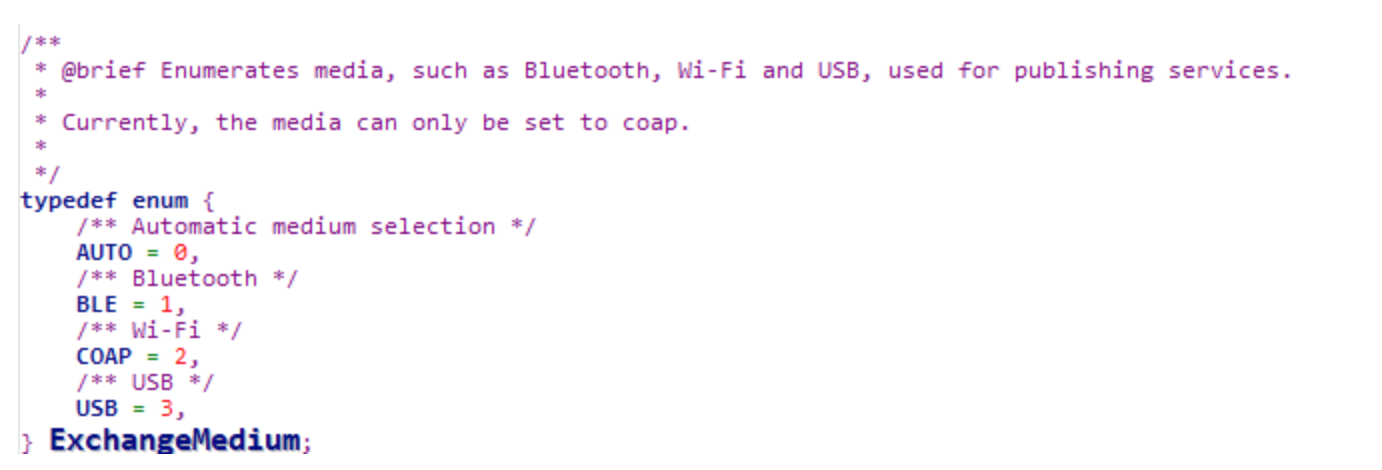 /**
 * @brief Enumerates media, such as Bluetooth, Wi-Fi and USB, used for publishing services.
 *
 * Currently, the media can only be set to coap.
 *
 */
typedef enum {
    /** Automatic medium selection */
    AUTO = 0,
    /** Bluetooth */
    BLE = 1,
    /** Wi-Fi */
    COAP = 2,
    /** USB */
    USB = 3,
} ExchangeMedium;